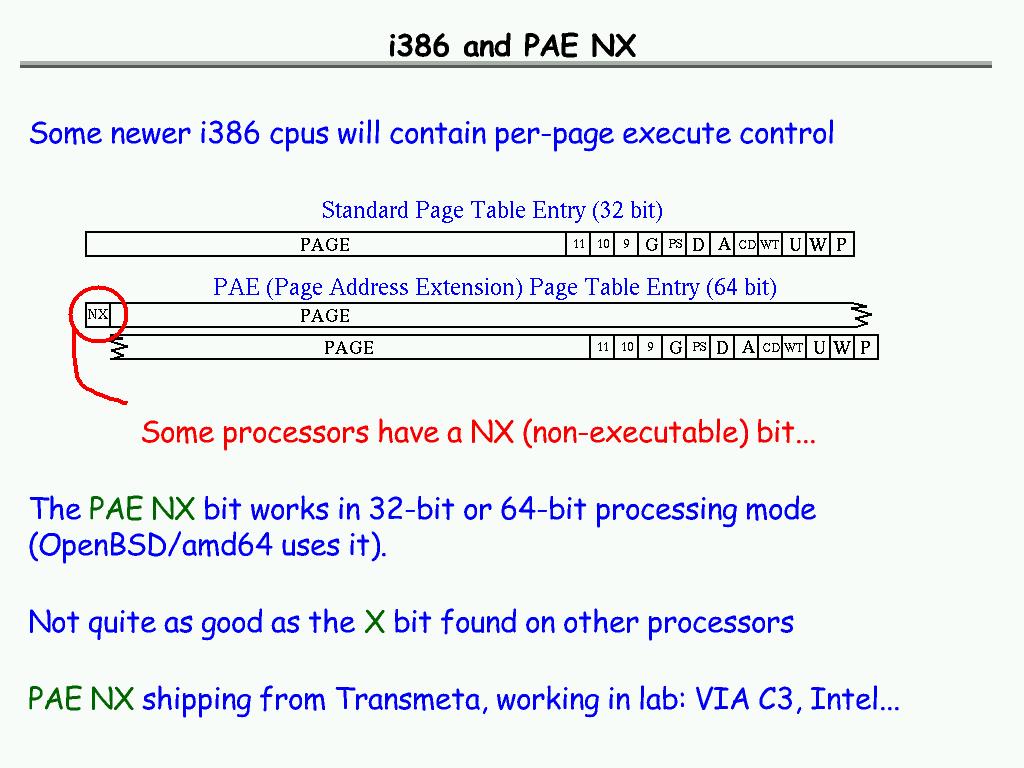 i386 and PAE NX
Some newer i386 cpus will contain per-page execute control
Standard Page Table Entry (32 bit)
PAGE 11 10 9 G PS D A CD WT U W P
PAE (Page Address Extension) Page Table Entry (64 bit)
NX PAGE
PAGE 11 10 9 G PS D A CD WT U W P
Some processors have a NX (non-executable) bit...
The PAE NX bit works in 32-bit or 64-bit processing mode
(OpenBSD/amd64 uses it).
Not quite as good as the X bit found on other processors
PAE NX shipping from Transmeta, working in lab: VIA C3, Intel...